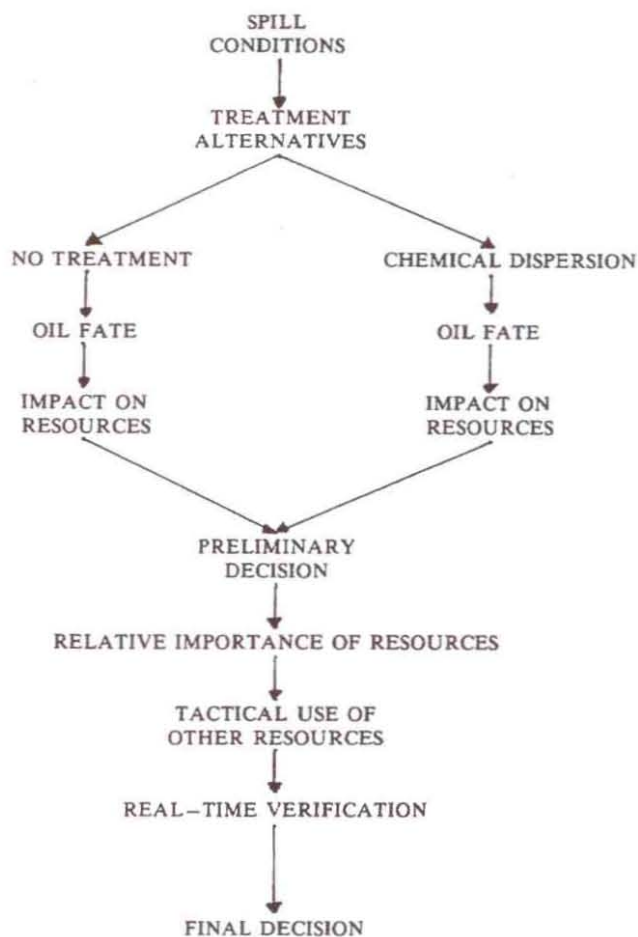 SPILL
CONDITIONS
TREATMENT
ALTERNATIVES
NO TREATMENT
CHEMICAL DISPERSION
OIL FATE
OIL FATE
IMPACT ON
RESOURCES
IMPACT ON
RESOURCES
PRELIMINARY
DECISION
RELATIVE IMPORTANCE OF RESOURCES
TACTICAL USE OF
OTHER RESOURCES
REAL–TIME VERIFICATION
FINAL DECISION